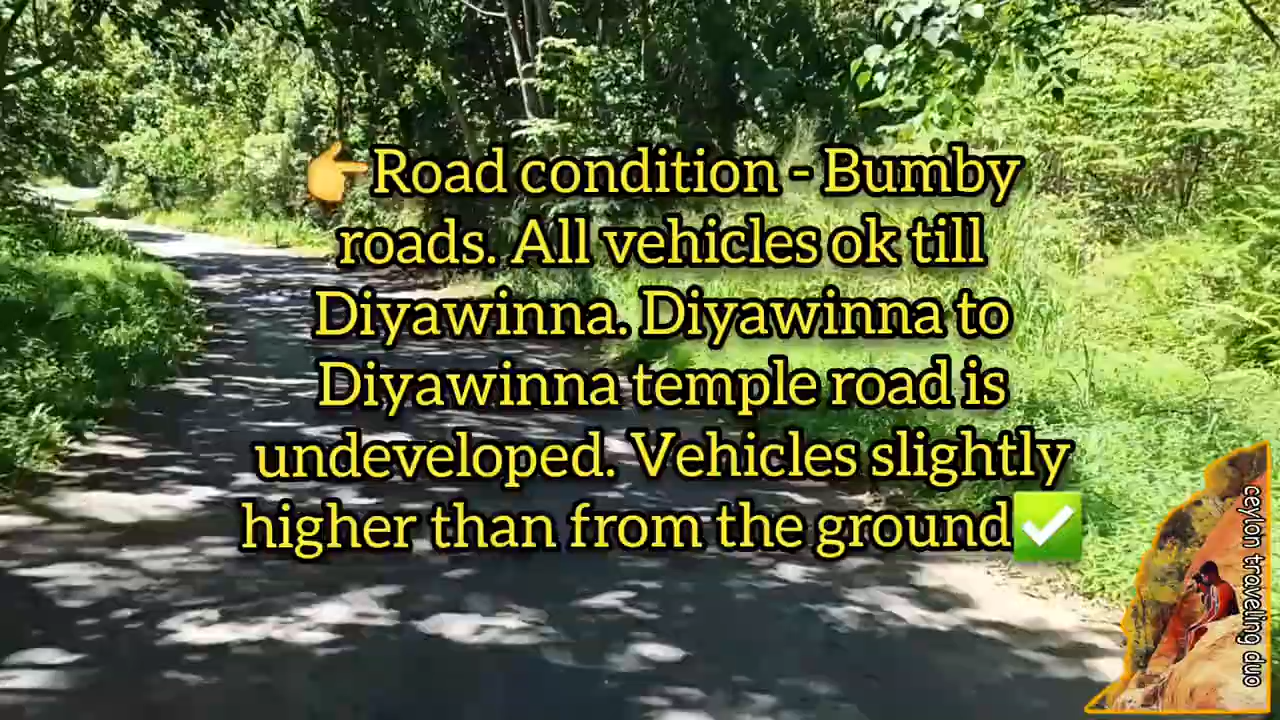 👉Road condition - Bumby
roads. All vehicles ok till
Diyawinna. Diyawinna to
Diyawinna temple road is
undeveloped. Vehicles slightly
higher than from the ground✅
ceylon traveling duo